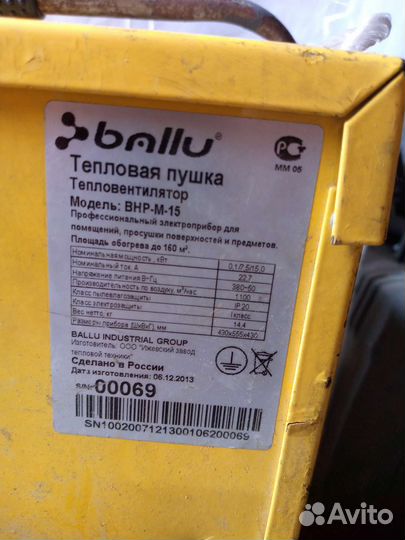 ballu®
Тепловая пушка
Тепловентилятор
Модель: BHP-M-15
Профессиональный электроприбор для
помещений, просушки поверхностей и предметов.
Площадь обогрева до 160 м².
Номинальная мощность , кВт 0,1/7,5/15,0
Номинальный ток, А 22,7
Напряжение питания В~Гц 380~50
Производительность по воздуху, м³/час 1100
Класс пылевлагозащиты IP 20
Класс электрозащиты I класс
Вес нетто, кг 14,4
Размеры прибора (ШхВхГ), мм 430x555x430
BALLU INDUSTRIAL GROUP
Изготовитель: ООО "Ижевский завод
тепловой техники"
Сделано в России
Дата изготовления: 06.12.2013
S/N: 00069
SN1002007121300106200069
РС
ММ 05
Avito